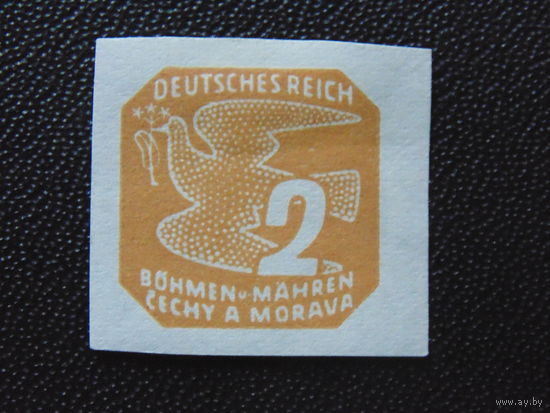 DEUTSCHES REICH
2
BÖHMEN u. MÄHREN
ČECHY A MORAVA
www.ay.by